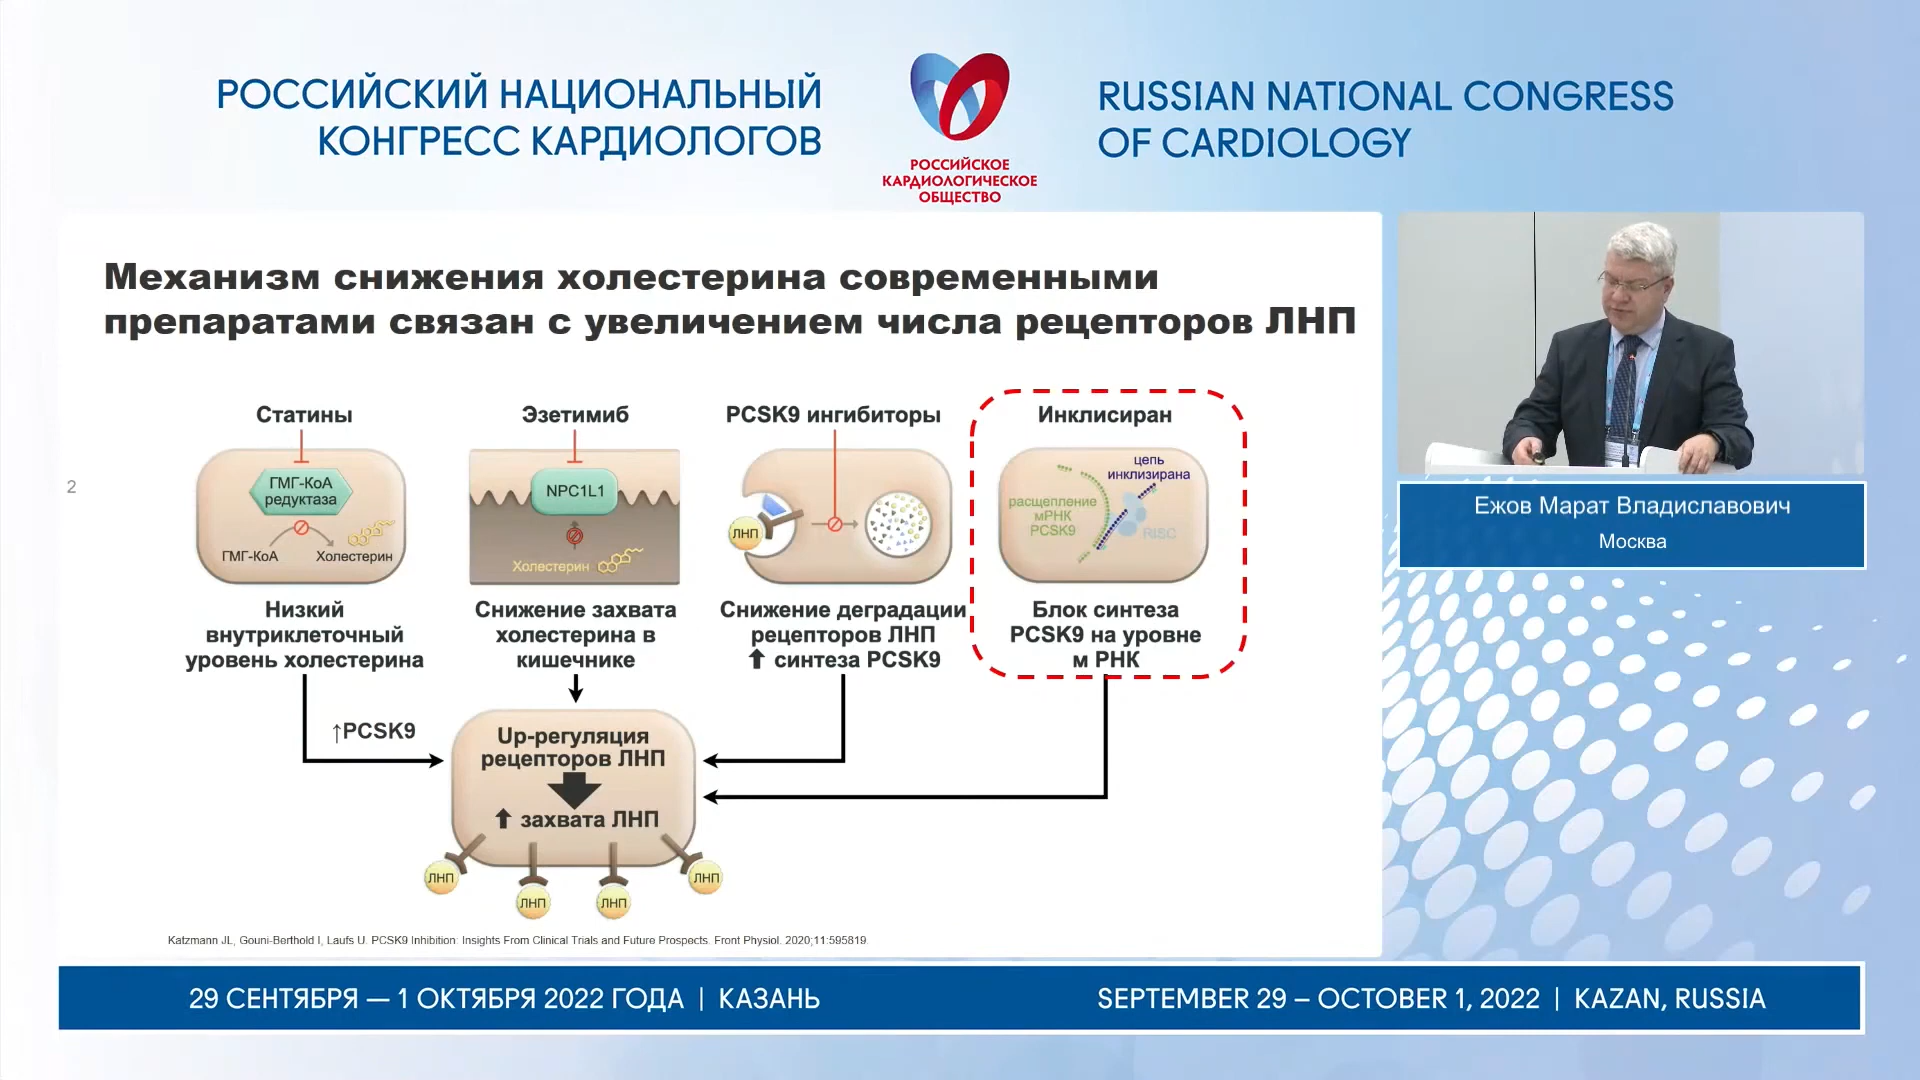 РОССИЙСКИЙ НАЦИОНАЛЬНЫЙ
КОНГРЕСС КАРДИОЛОГОВ
РОССИЙСКОЕ
КАРДИОЛОГИЧЕСКОЕ
ОБЩЕСТВО
RUSSIAN NATIONAL CONGRESS
OF CARDIOLOGY
Механизм снижения холестерина современными
препаратами связан с увеличением числа рецепторов ЛНП
2
Статины
ГМГ-КоА
редуктаза
ГМГ-КоА
Холестерин
Низкий
внутриклеточный
уровень холестерина
Эзетимиб
NPC1L1
Холестерин
Снижение захвата
холестерина в
кишечнике
PCSK9 ингибиторы
ЛНП
Снижение деградации
рецепторов ЛНП
⬆ синтеза PCSK9
Инклисиран
цепь
инклизирана
расщепление
мРНК
PCSK9
RISC
Блок синтеза
PCSK9 на уровне
м РНК
↑PCSK9
Up-регуляция
рецепторов ЛНП
⬆ захвата ЛНП
ЛНП
ЛНП
ЛНП
ЛНП
Katzmann JL, Gouni-Berthold I, Laufs U. PCSK9 Inhibition: Insights From Clinical Trials and Future Prospects. Front Physiol. 2020;11:595819.
Ежов Марат Владиславович
Москва
29 СЕНТЯБРЯ — 1 ОКТЯБРЯ 2022 ГОДА | КАЗАНЬ
SEPTEMBER 29 – OCTOBER 1, 2022 | KAZAN, RUSSIA